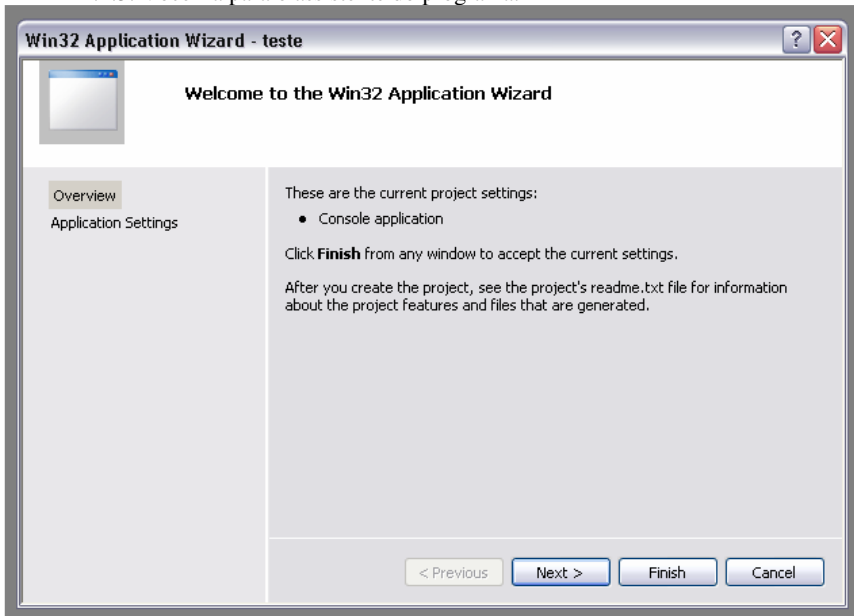 para
Win32 Application Wizard - teste
Welcome to the Win32 Application Wizard
Overview
Application Settings
These are the current project settings:
• Console application
Click Finish from any window to accept the current settings.
After you create the project, see the project's readme.txt file for information
about the project features and files that are generated.
< Previous Next > Finish Cancel